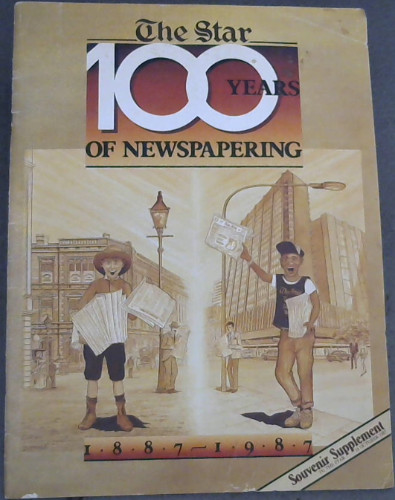 The Star
100
YEARS
OF NEWSPAPERING
1·8·8·7—1·9·8·7
Souvenir Supplement